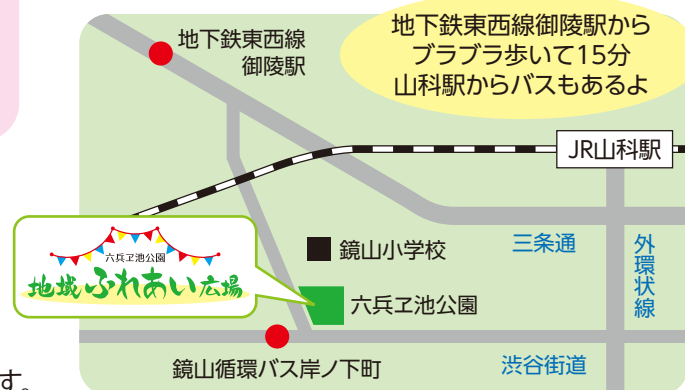 地下鉄東西線
御陵駅
地下鉄東西線御陵駅から
ブラブラ歩いて15分
山科駅からバスもあるよ
JR山科駅
六兵ヱ池公園
地域ふれあい広場
鏡山小学校
三条通
外環状線
六兵ヱ池公園
鏡山循環バス岸ノ下町
渋谷街道
す。